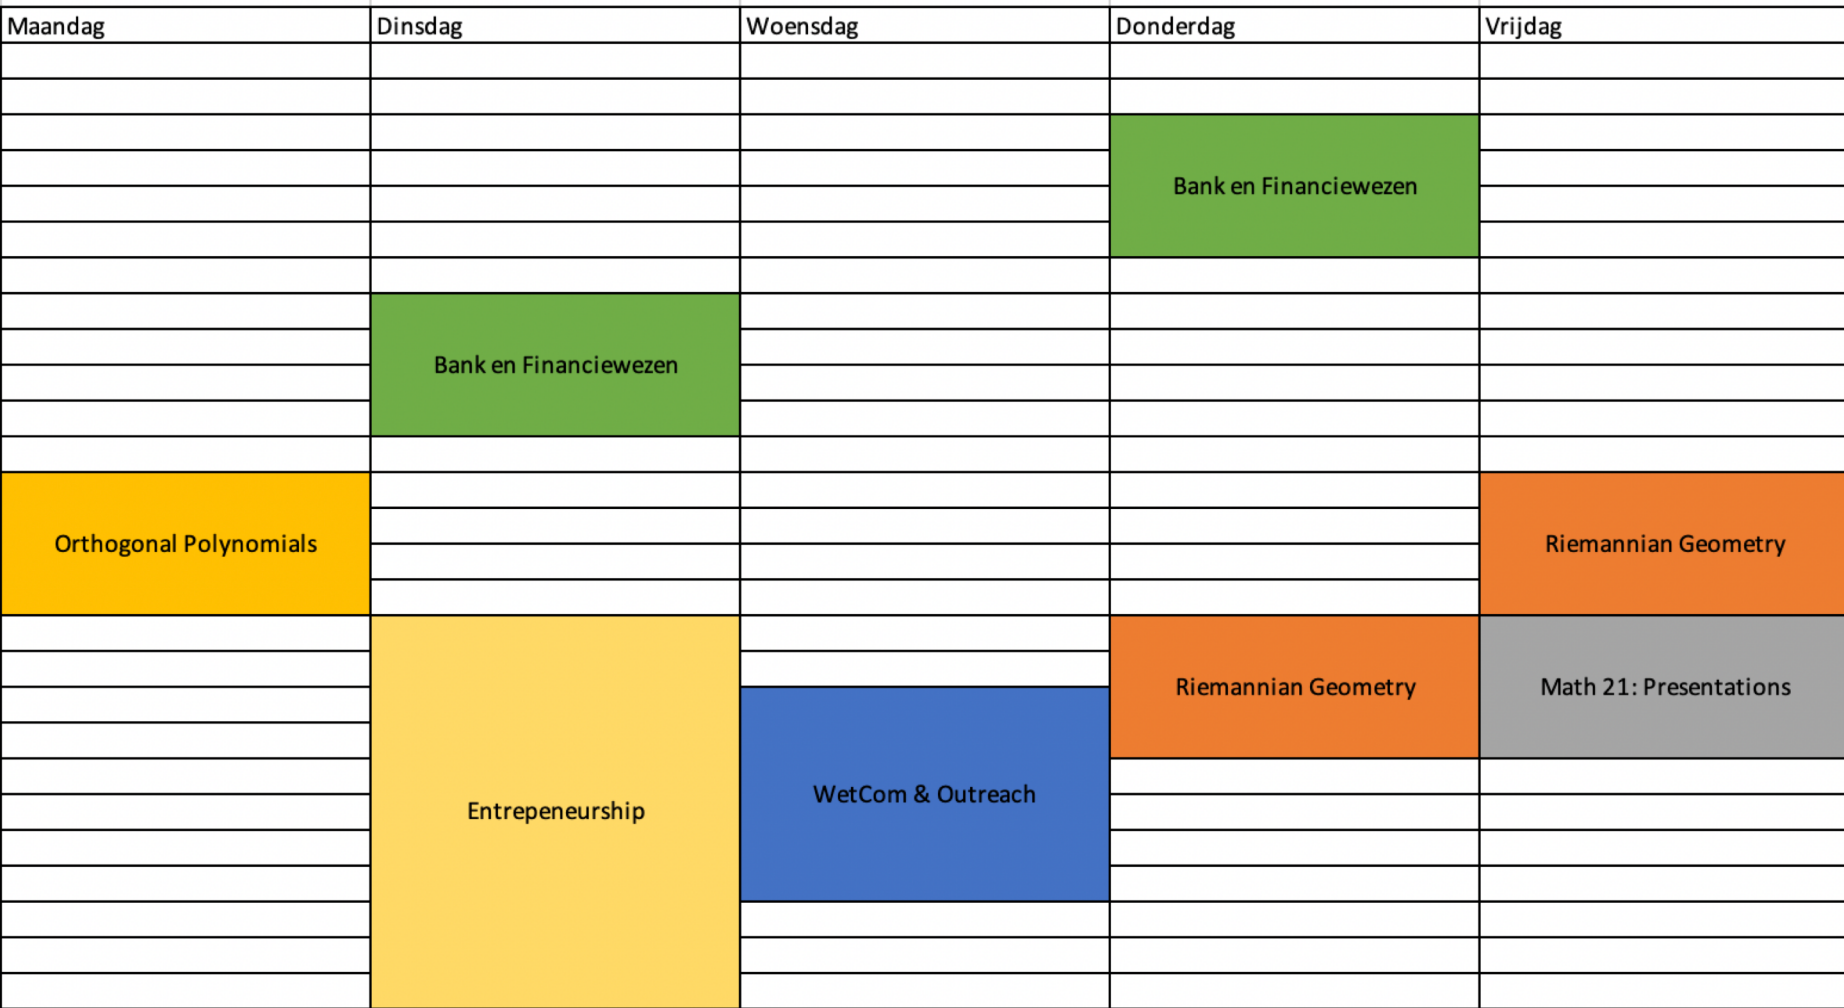 Maandag
Dinsdag
Woensdag
Donderdag
Vrijdag
Bank en Financiewezen
Bank en Financiewezen
Orthogonal Polynomials
Riemannian Geometry
Riemannian Geometry
Math 21: Presentations
WetCom & Outreach
Entrepeneurship